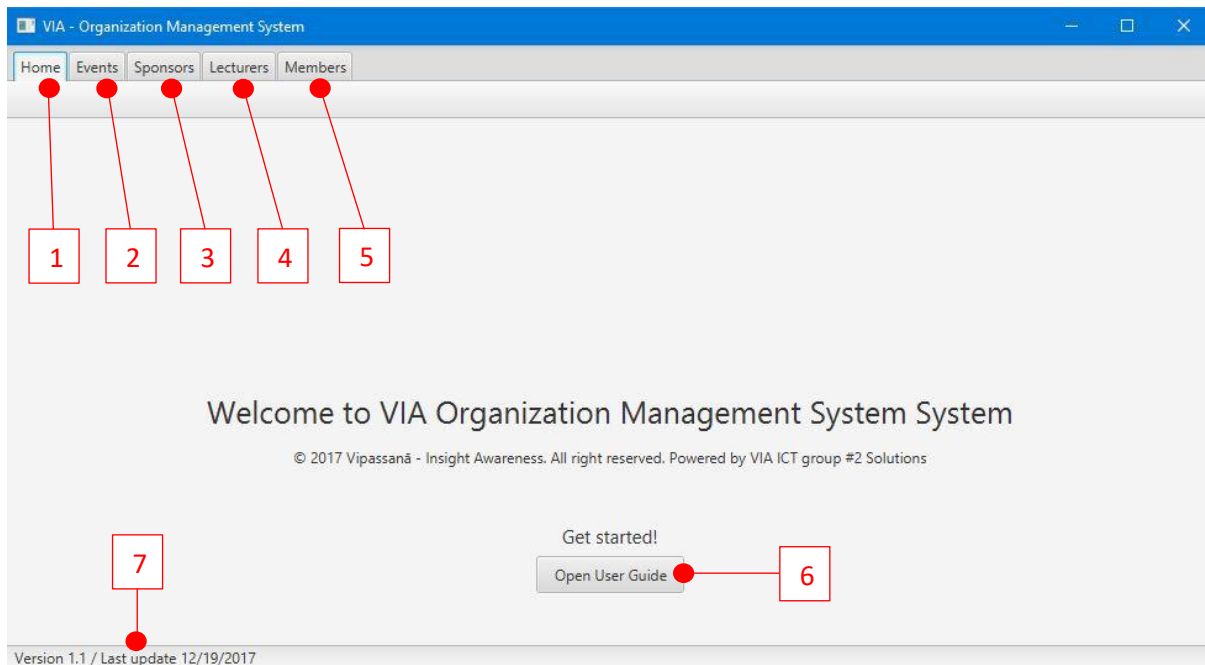 VIA - Organization Management System
Home Events Sponsors Lecturers Members
1 2 3 4 5
Welcome to VIA Organization Management System System
© 2017 Vipassanā - Insight Awareness. All right reserved. Powered by VIA ICT group #2 Solutions
Get started!
7
Open User Guide 6
Version 1.1 / Last update 12/19/2017